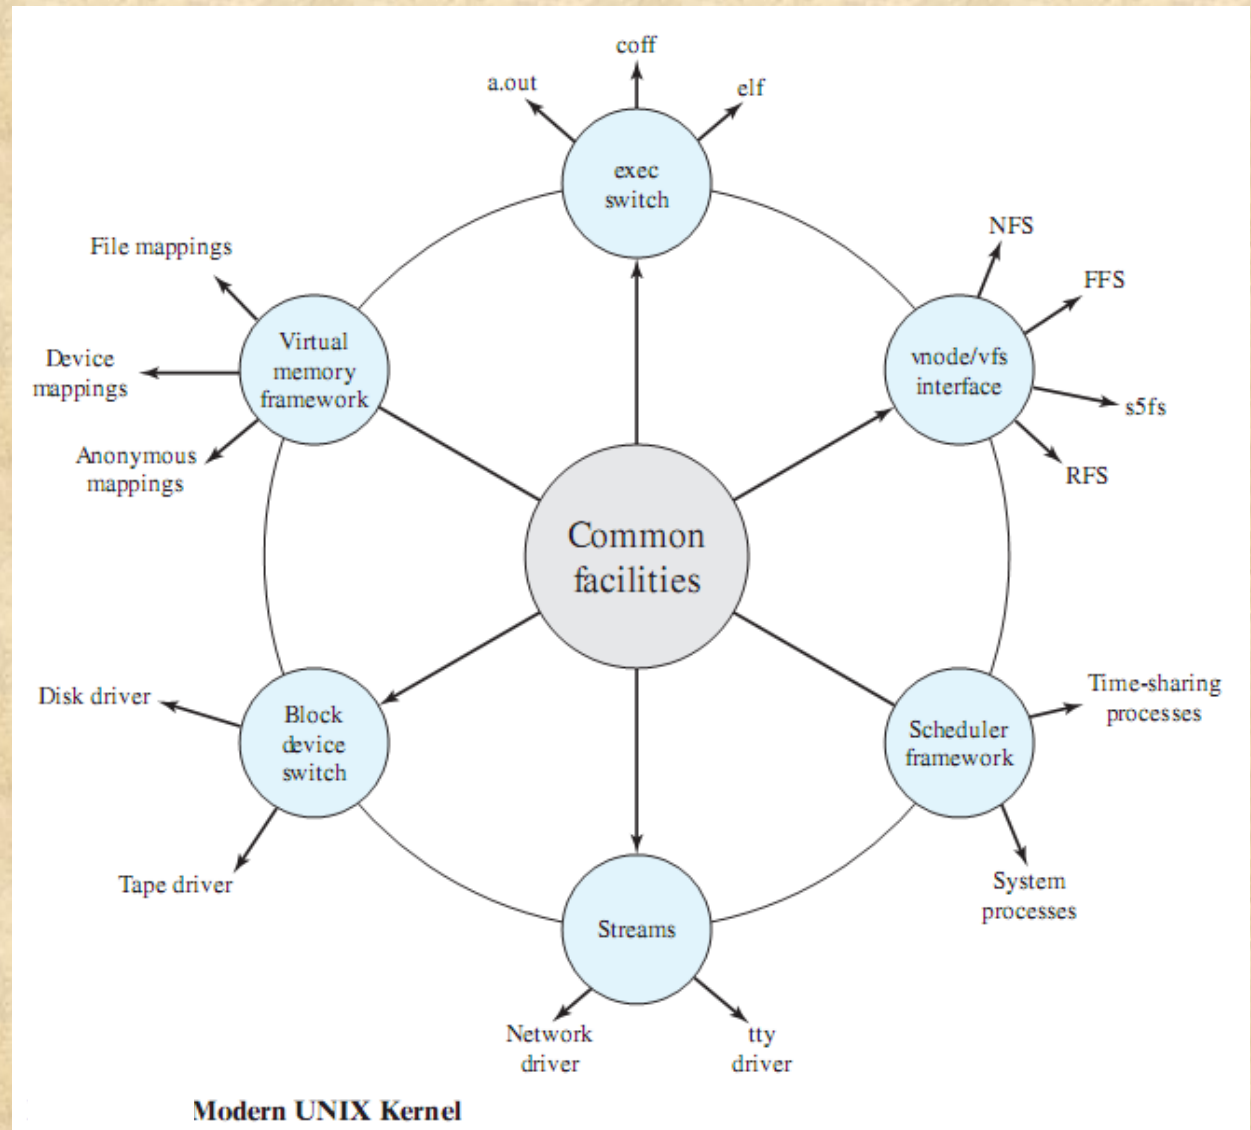 coff
a.out
elf
exec
switch
NFS
File mappings
FFS
Virtual
memory
framework
Device
mappings
vnode/vfs
interface
s5fs
Anonymous
mappings
RFS
Common
facilities
Disk driver
Block
device
switch
Time-sharing
processes
Scheduler
framework
Tape driver
System
processes
Streams
Network
driver
tty
driver
Modern UNIX Kernel